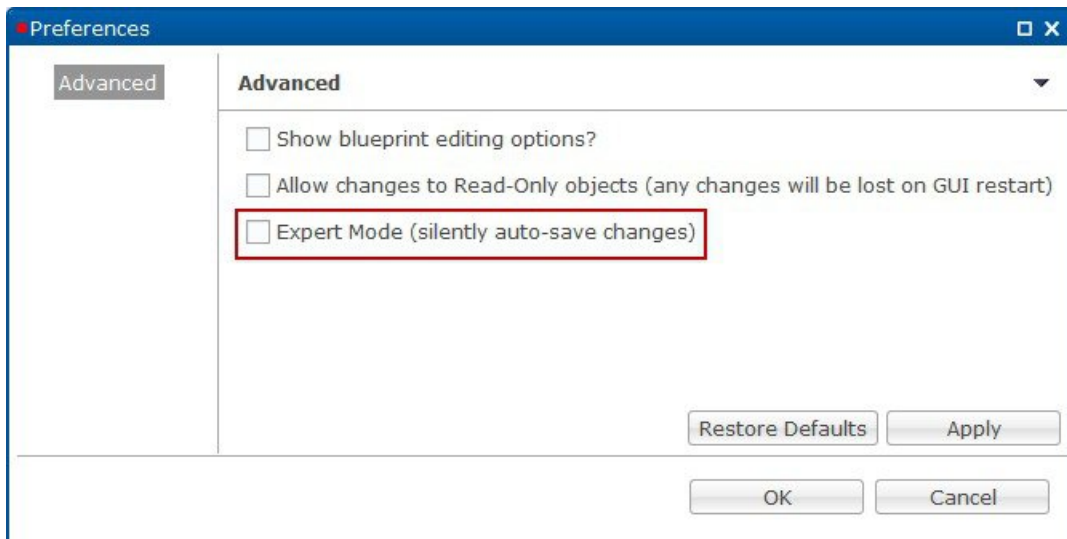 Preferences
Advanced
Advanced
Show blueprint editing options?
Allow changes to Read-Only objects (any changes will be lost on GUI restart)
Expert Mode (silently auto-save changes)
Restore Defaults
Apply
OK
Cancel